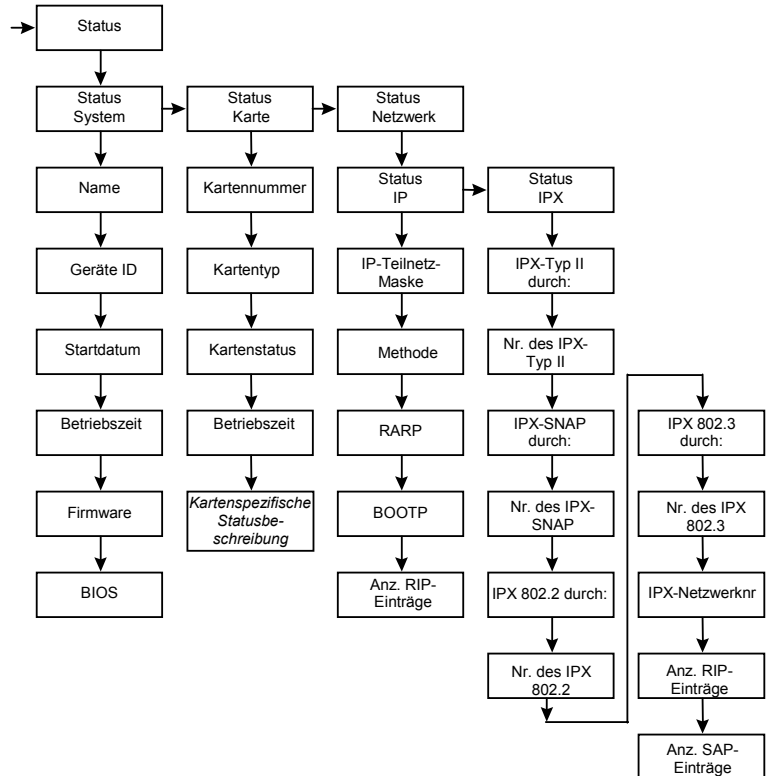 Status
Status
System
Status
Karte
Status
Netzwerk
Name
Kartennummer
Status
IP
Status
IPX
Geräte ID
Kartentyp
IP-Teilnetz-
Maske
IPX-Typ II
durch:
Startdatum
Kartenstatus
Methode
Nr. des IPX-
Typ II
Betriebszeit
Betriebszeit
RARP
IPX-SNAP
durch:
IPX 802.3
durch:
Firmware
Kartenspezifische
Statusbe-
schreibung
BOOTP
Nr. des IPX-
SNAP
Nr. des IPX
802.3
BIOS
Anz. RIP-
Einträge
IPX 802.2 durch:
IPX-Netzwerknr
Nr. des IPX
802.2
Anz. RIP-
Einträge
Anz. SAP-
Einträge